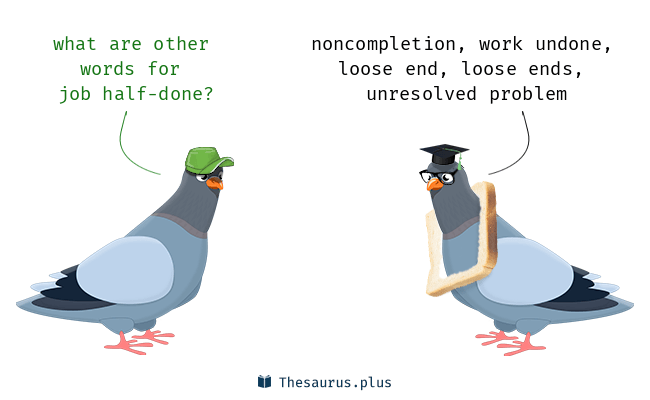 what are other
words for
job half-done?
noncompletion, work undone,
loose end, loose ends,
unresolved problem
Thesaurus.plus